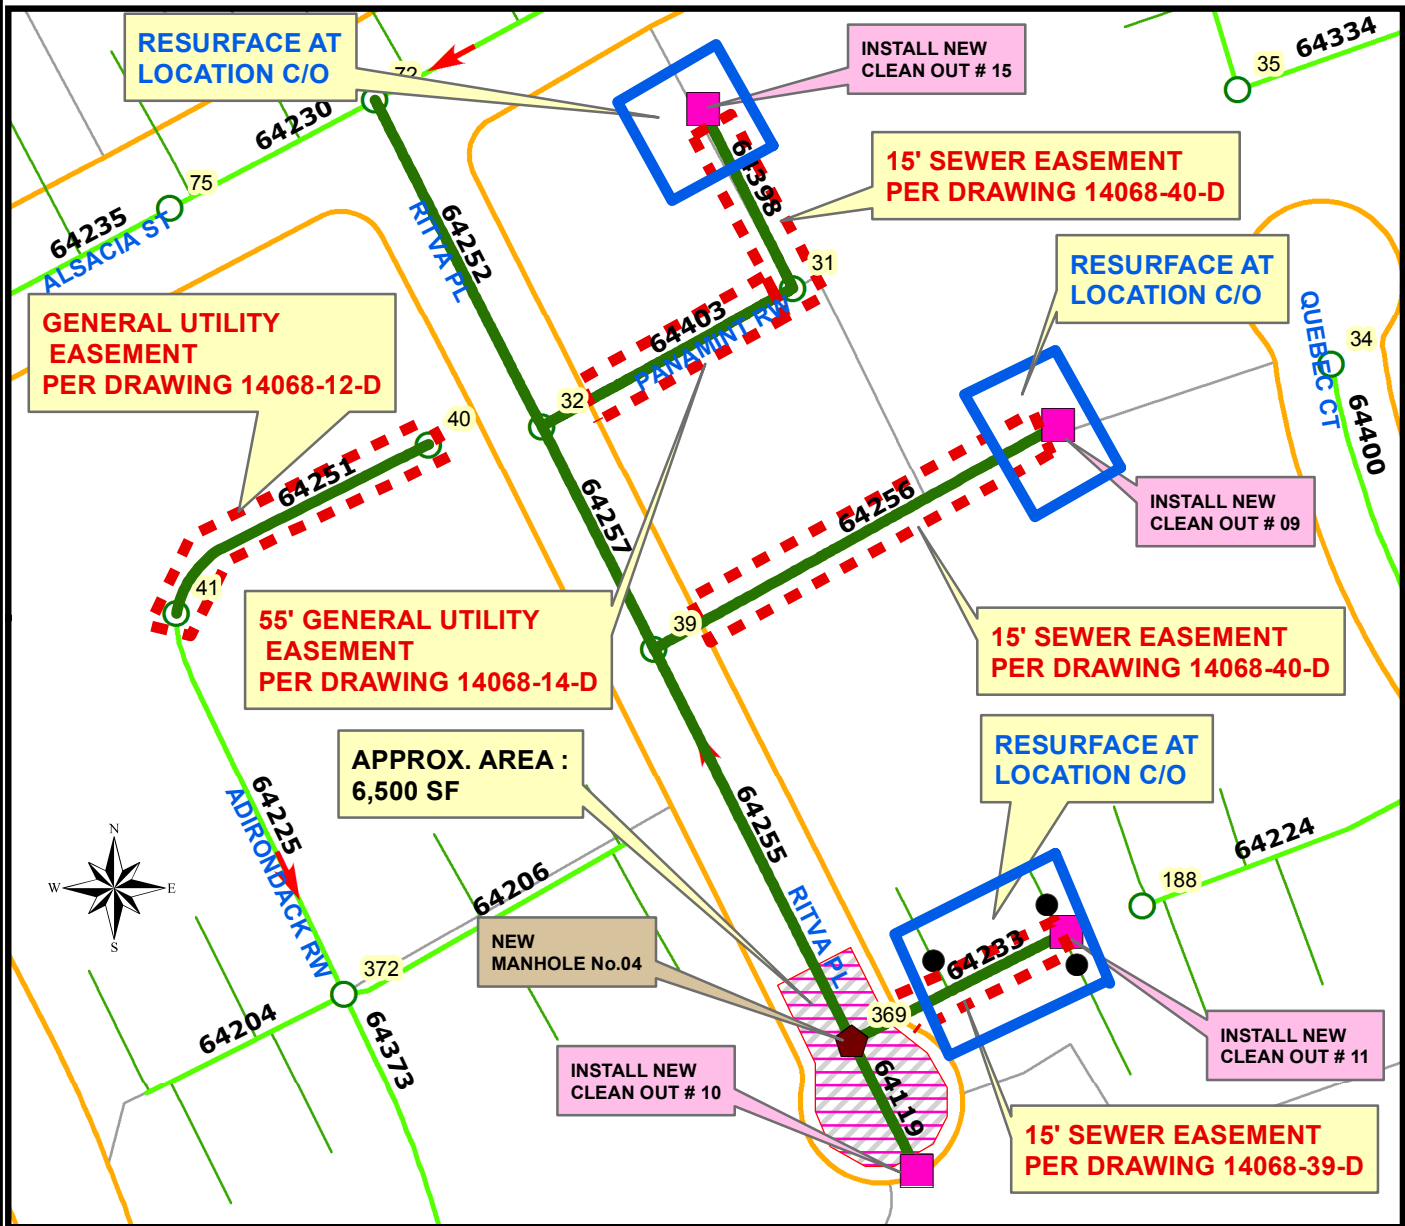 RESURFACE AT
LOCATION C/O
72
INSTALL NEW
CLEAN OUT # 15
35
64334
64230
75
64235
ALSACIA ST
RITVA PL
64252
64398
15' SEWER EASEMENT
PER DRAWING 14068-40-D
31
RESURFACE AT
LOCATION C/O
GENERAL UTILITY
EASEMENT
PER DRAWING 14068-12-D
64403
PANAMINT RW
QUEBEC CT
34
64400
32
40
64251
64257
64256
INSTALL NEW
CLEAN OUT # 09
41
55' GENERAL UTILITY
EASEMENT
PER DRAWING 14068-14-D
39
15' SEWER EASEMENT
PER DRAWING 14068-40-D
APPROX. AREA :
6,500 SF
RESURFACE AT
LOCATION C/O
64225
ADIRONDACK RW
64255
64224
188
64206
RITVA PL
N
W
E
S
NEW
MANHOLE No.04
64233
372
369
64204
64373
INSTALL NEW
CLEAN OUT # 11
INSTALL NEW
CLEAN OUT # 10
64119
15' SEWER EASEMENT
PER DRAWING 14068-39-D